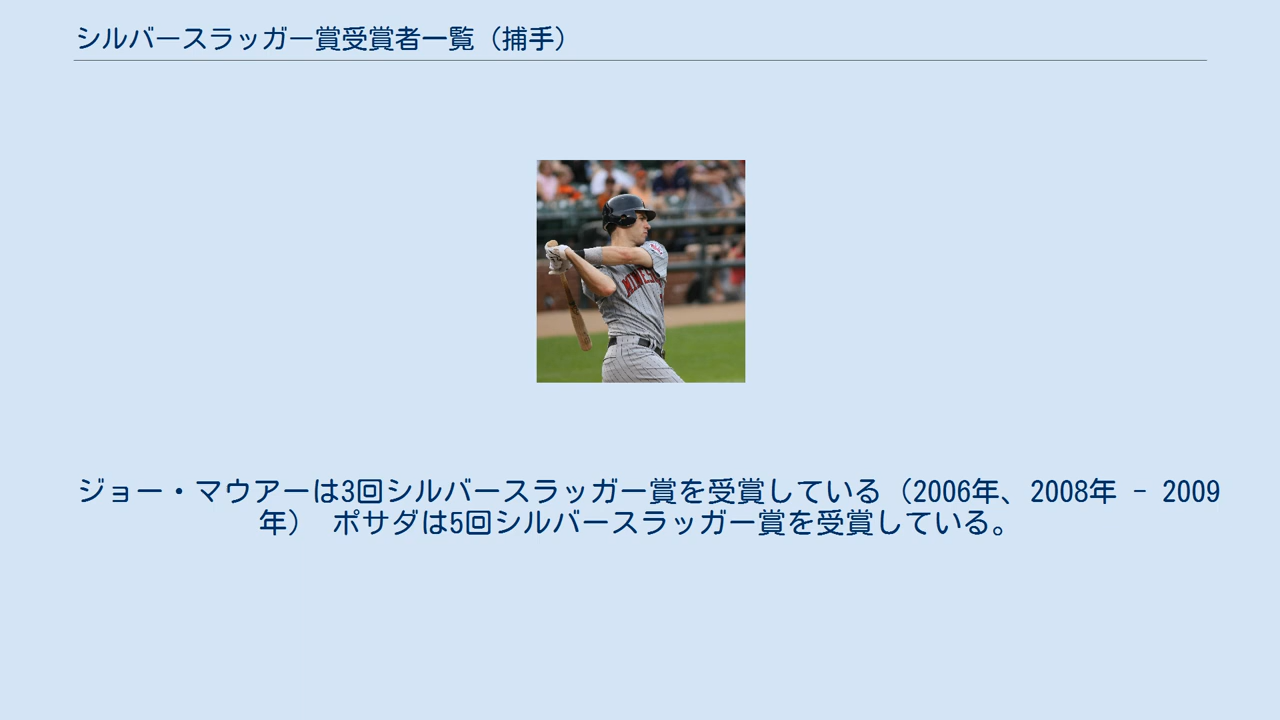 シルバースラッガー賞受賞者一覧（捕手）
ジョー・マウアーは3回シルバースラッガー賞を受賞している（2006年、2008年 - 2009
年） ポサダは5回シルバースラッガー賞を受賞している。